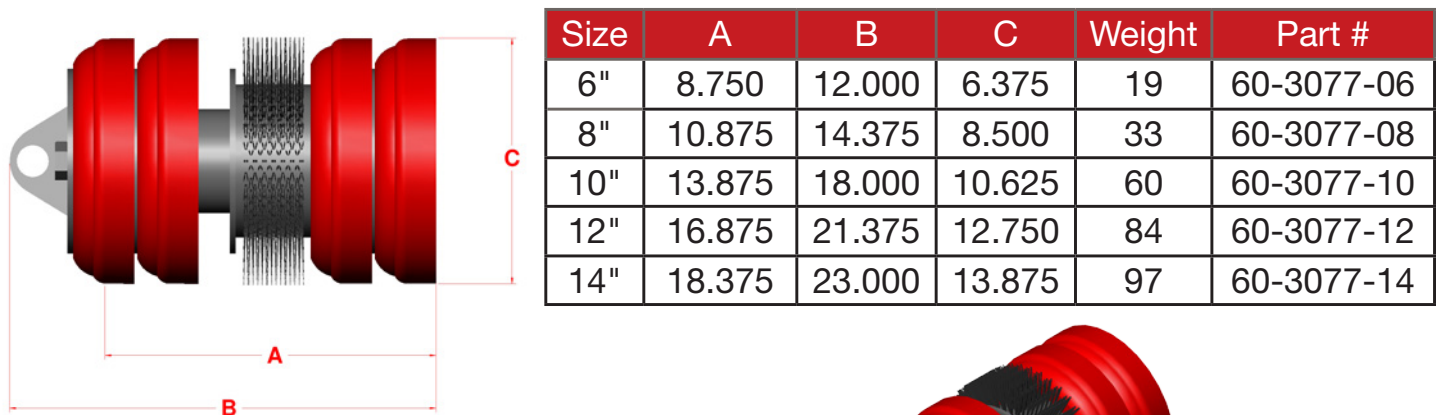 Size A B C Weight Part #
6" 8.750 12.000 6.375 19 60-3077-06
8" 10.875 14.375 8.500 33 60-3077-08
10" 13.875 18.000 10.625 60 60-3077-10
12" 16.875 21.375 12.750 84 60-3077-12
14" 18.375 23.000 13.875 97 60-3077-14
C
A
B